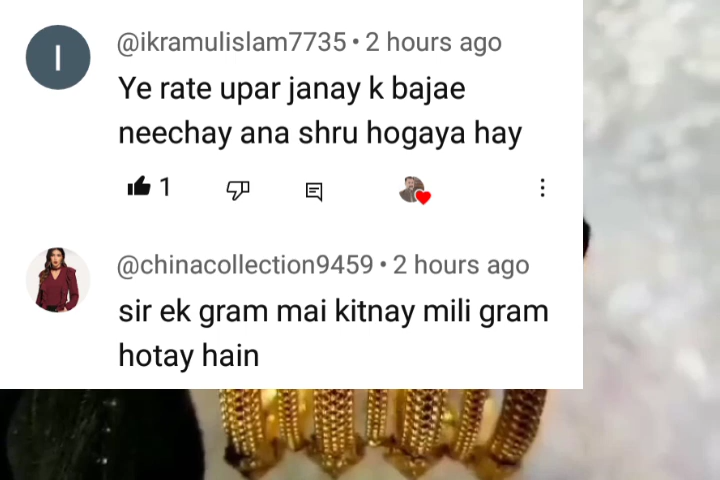 I
@ikramulislam7735 • 2 hours ago
Ye rate upar janay k bajae
neechay ana shru hogaya hay
1
@chinacollection9459 • 2 hours ago
sir ek gram mai kitnay mili gram
hotay hain